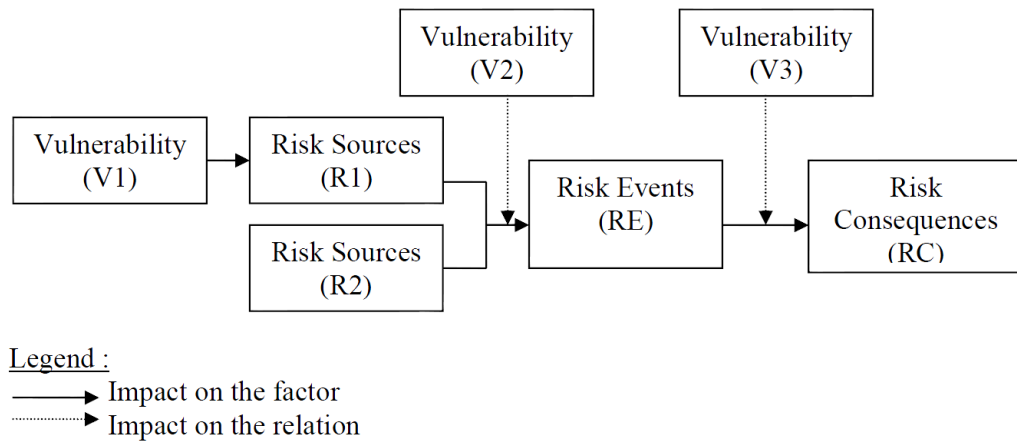 Vulnerability
(V2)
Vulnerability
(V3)
Vulnerability
(V1)
Risk Sources
(R1)
Risk Events
(RE)
Risk
Consequences
(RC)
Risk Sources
(R2)
Legend :
Impact on the factor
Impact on the relation